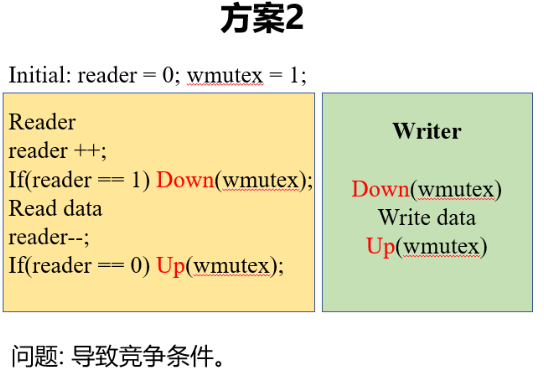 方案2
Initial: reader = 0; wmutex = 1;
Reader
reader ++;
If(reader == 1) Down(wmutex);
Read data
reader--;
If(reader == 0) Up(wmutex);
Writer
Down(wmutex)
Write data
Up(wmutex)
问题: 导致竞争条件。